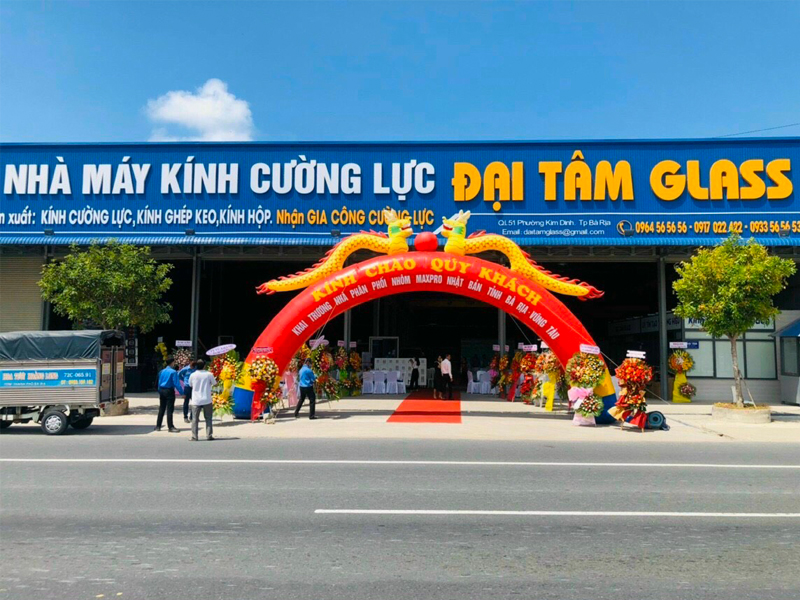 NHÀ MÁY KÍNH CƯỜNG LỰC ĐẠI TÂM GLASS
xuất: KÍNH CƯỜNG LỰC,KÍNH GHÉP KEO,KÍNH HỘP. Nhận GIA CÔNG CƯỜNG LỰC
QL51 Phường Kim Dinh. Tp Bà Rịa
Email: daitamglass@gmail.com
0964 56 56 56 - 0917 022 422 - 0933 56 56 53
KÍNH CHÀO QUÝ KHÁCH
KHAI TRƯƠNG NHÀ PHÂN PHỐI NHÔM MAXPRO NHẬT BẢN TỈNH BÀ RỊA VŨNG TÀU